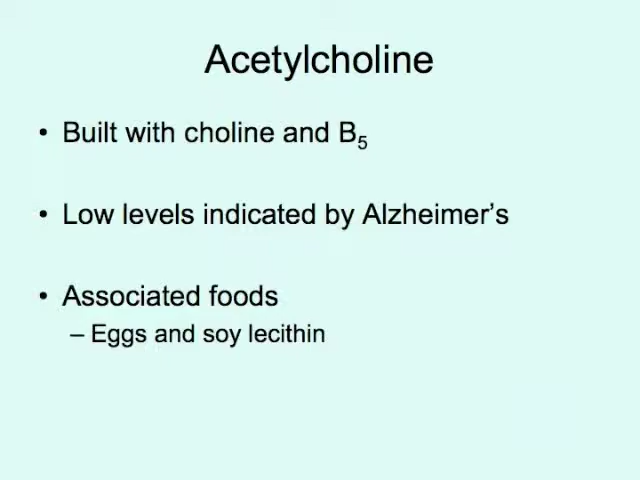 Acetylcholine
• Built with choline and B5
• Low levels indicated by Alzheimer’s
• Associated foods
– Eggs and soy lecithin